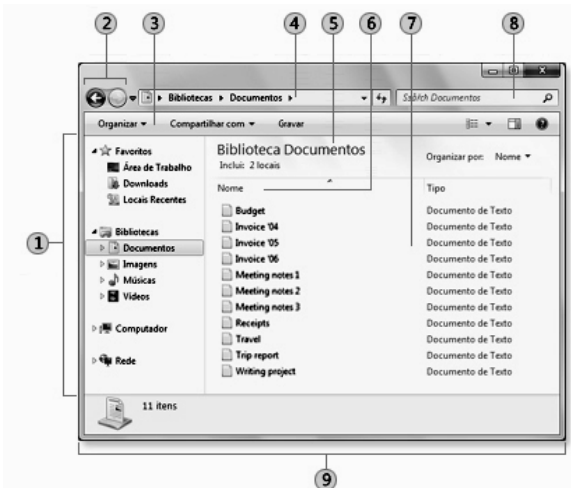 2 3 4 5 6 7 8
Bibliotecas Documentos
Documentos
Organizar Compartilhar com Gravar
Biblioteca Documentos
Inclui: 2 locais
Organizar por: Nome
Nome Tipo
Favoritos
Área de Trabalho
Downloads
Locais Recentes
Bibliotecas
Documentos
Imagens
Músicas
Vídeos
Computador
Rede
1
Budget Documento de Texto
Invoice '04 Documento de Texto
Invoice '05 Documento de Texto
Invoice '06 Documento de Texto
Meeting notes 1 Documento de Texto
Meeting notes 2 Documento de Texto
Meeting notes 3 Documento de Texto
Receipts Documento de Texto
Travel Documento de Texto
Trip report Documento de Texto
Writing project Documento de Texto
11 itens
9